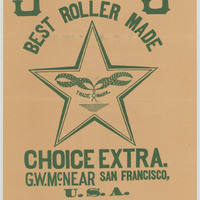 BEST ROLLER MADE
TRADE MARK.
CHOICE EXTRA.
G.W. McNEAR SAN FRANCISCO,
U.S.A.